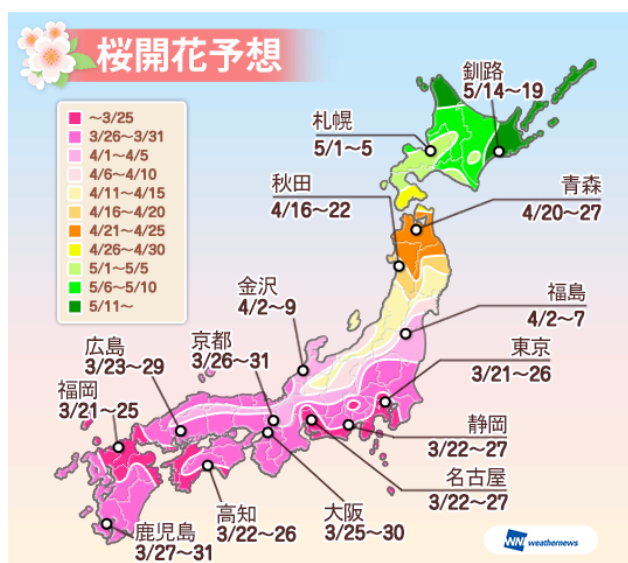 桜開花予想
～3/25
3/26～3/31
4/1～4/5
4/6～4/10
4/11～4/15
4/16～4/20
4/21～4/25
4/26～4/30
5/1～5/5
5/6～5/10
5/11～
釧路
5/14～19
札幌
5/1～5
秋田
4/16～22
青森
4/20～27
金沢
4/2～9
福島
4/2～7
京都
3/26～31
広島
3/23～29
東京
3/21～26
福岡
3/21～25
静岡
3/22～27
名古屋
3/22～27
高知
3/22～26
大阪
3/25～30
鹿児島
3/27～31
WNI weathernews